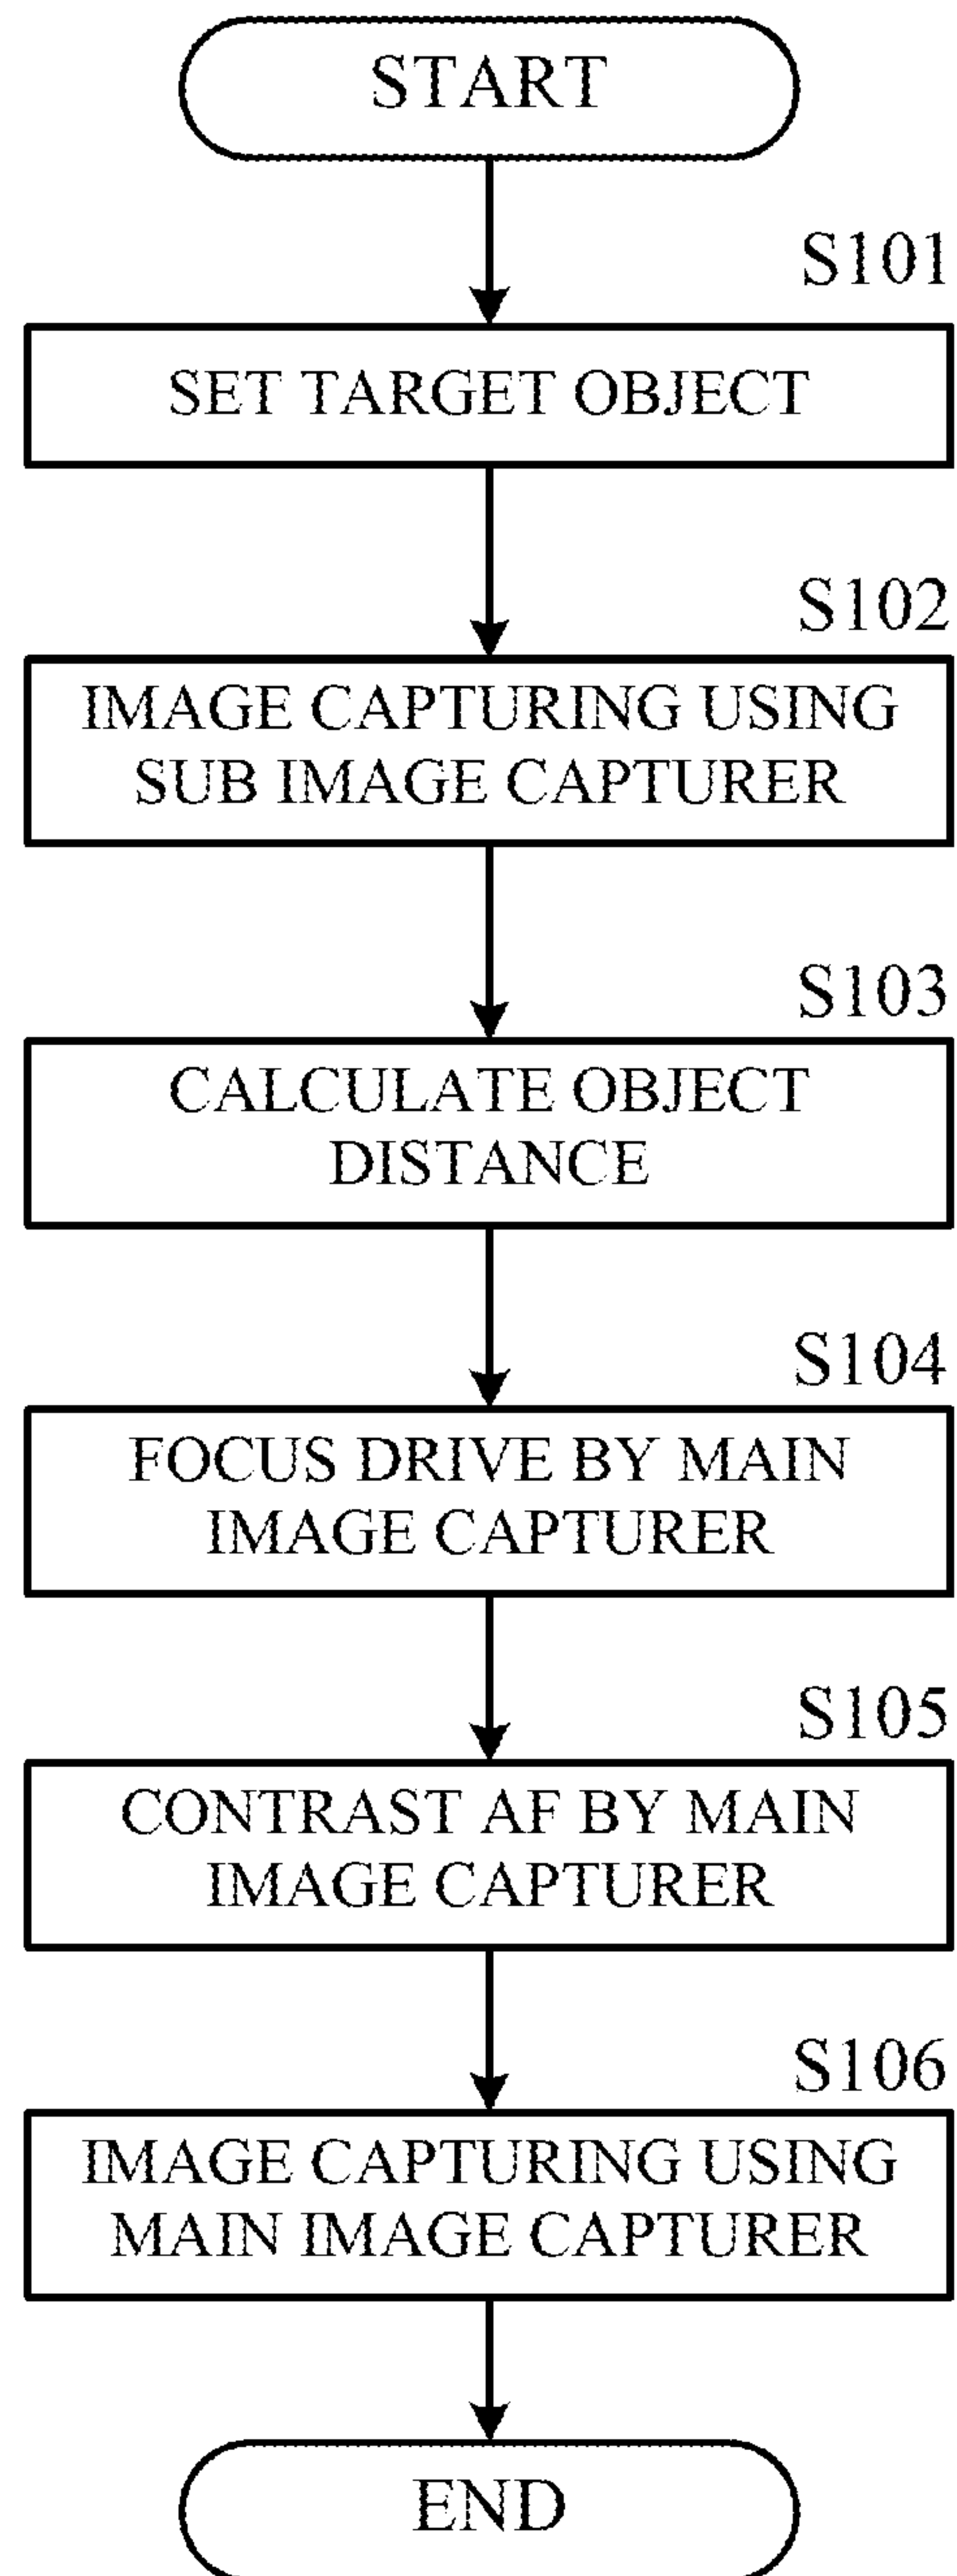 START
S101
SET TARGET OBJECT
S102
IMAGE CAPTURING USING
SUB IMAGE CAPTURER
S103
CALCULATE OBJECT
DISTANCE
S104
FOCUS DRIVE BY MAIN
IMAGE CAPTURER
S105
CONTRAST AF BY MAIN
IMAGE CAPTURER
S106
IMAGE CAPTURING USING
MAIN IMAGE CAPTURER
END